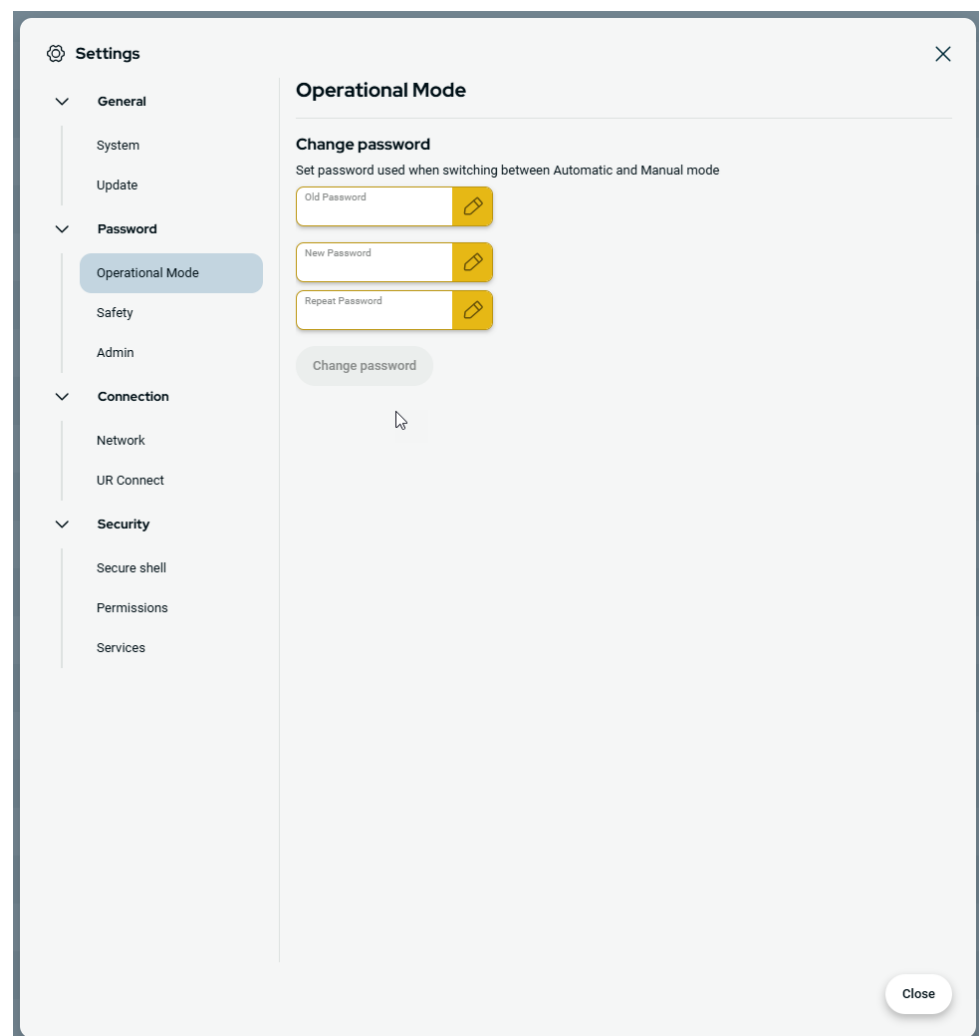 Settings
General
System
Update
Password
Operational Mode
Safety
Admin
Connection
Network
UR Connect
Security
Secure shell
Permissions
Services
Operational Mode
Change password
Set password used when switching between Automatic and Manual mode
Old Password
New Password
Repeat Password
Change password
Close